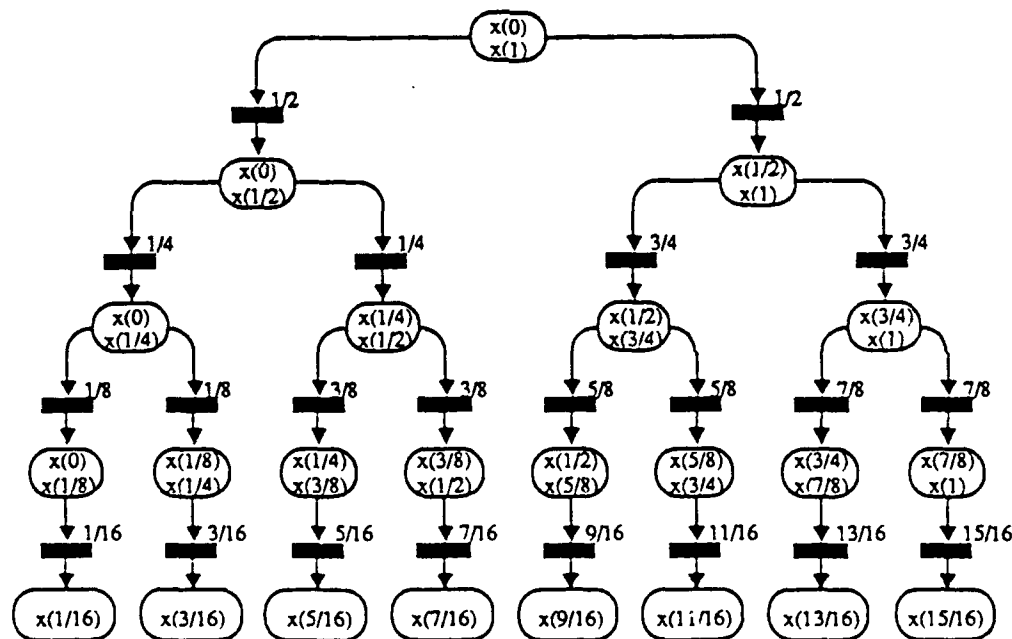 x(0)
x(1)
1/2
1/2
x(0)
x(1/2)
x(1/2)
x(1)
1/4
1/4
3/4
3/4
x(0)
x(1/4)
x(1/4)
x(1/2)
x(1/2)
x(3/4)
x(3/4)
x(1)
1/8
1/8
3/8
3/8
5/8
5/8
7/8
7/8
x(0)
x(1/8)
x(1/8)
x(1/4)
x(1/4)
x(3/8)
x(3/8)
x(1/2)
x(1/2)
x(5/8)
x(5/8)
x(3/4)
x(3/4)
x(7/8)
x(7/8)
x(1)
1/16
3/16
5/16
7/16
9/16
11/16
13/16
15/16
x(1/16)
x(3/16)
x(5/16)
x(7/16)
x(9/16)
x(11/16)
x(13/16)
x(15/16)